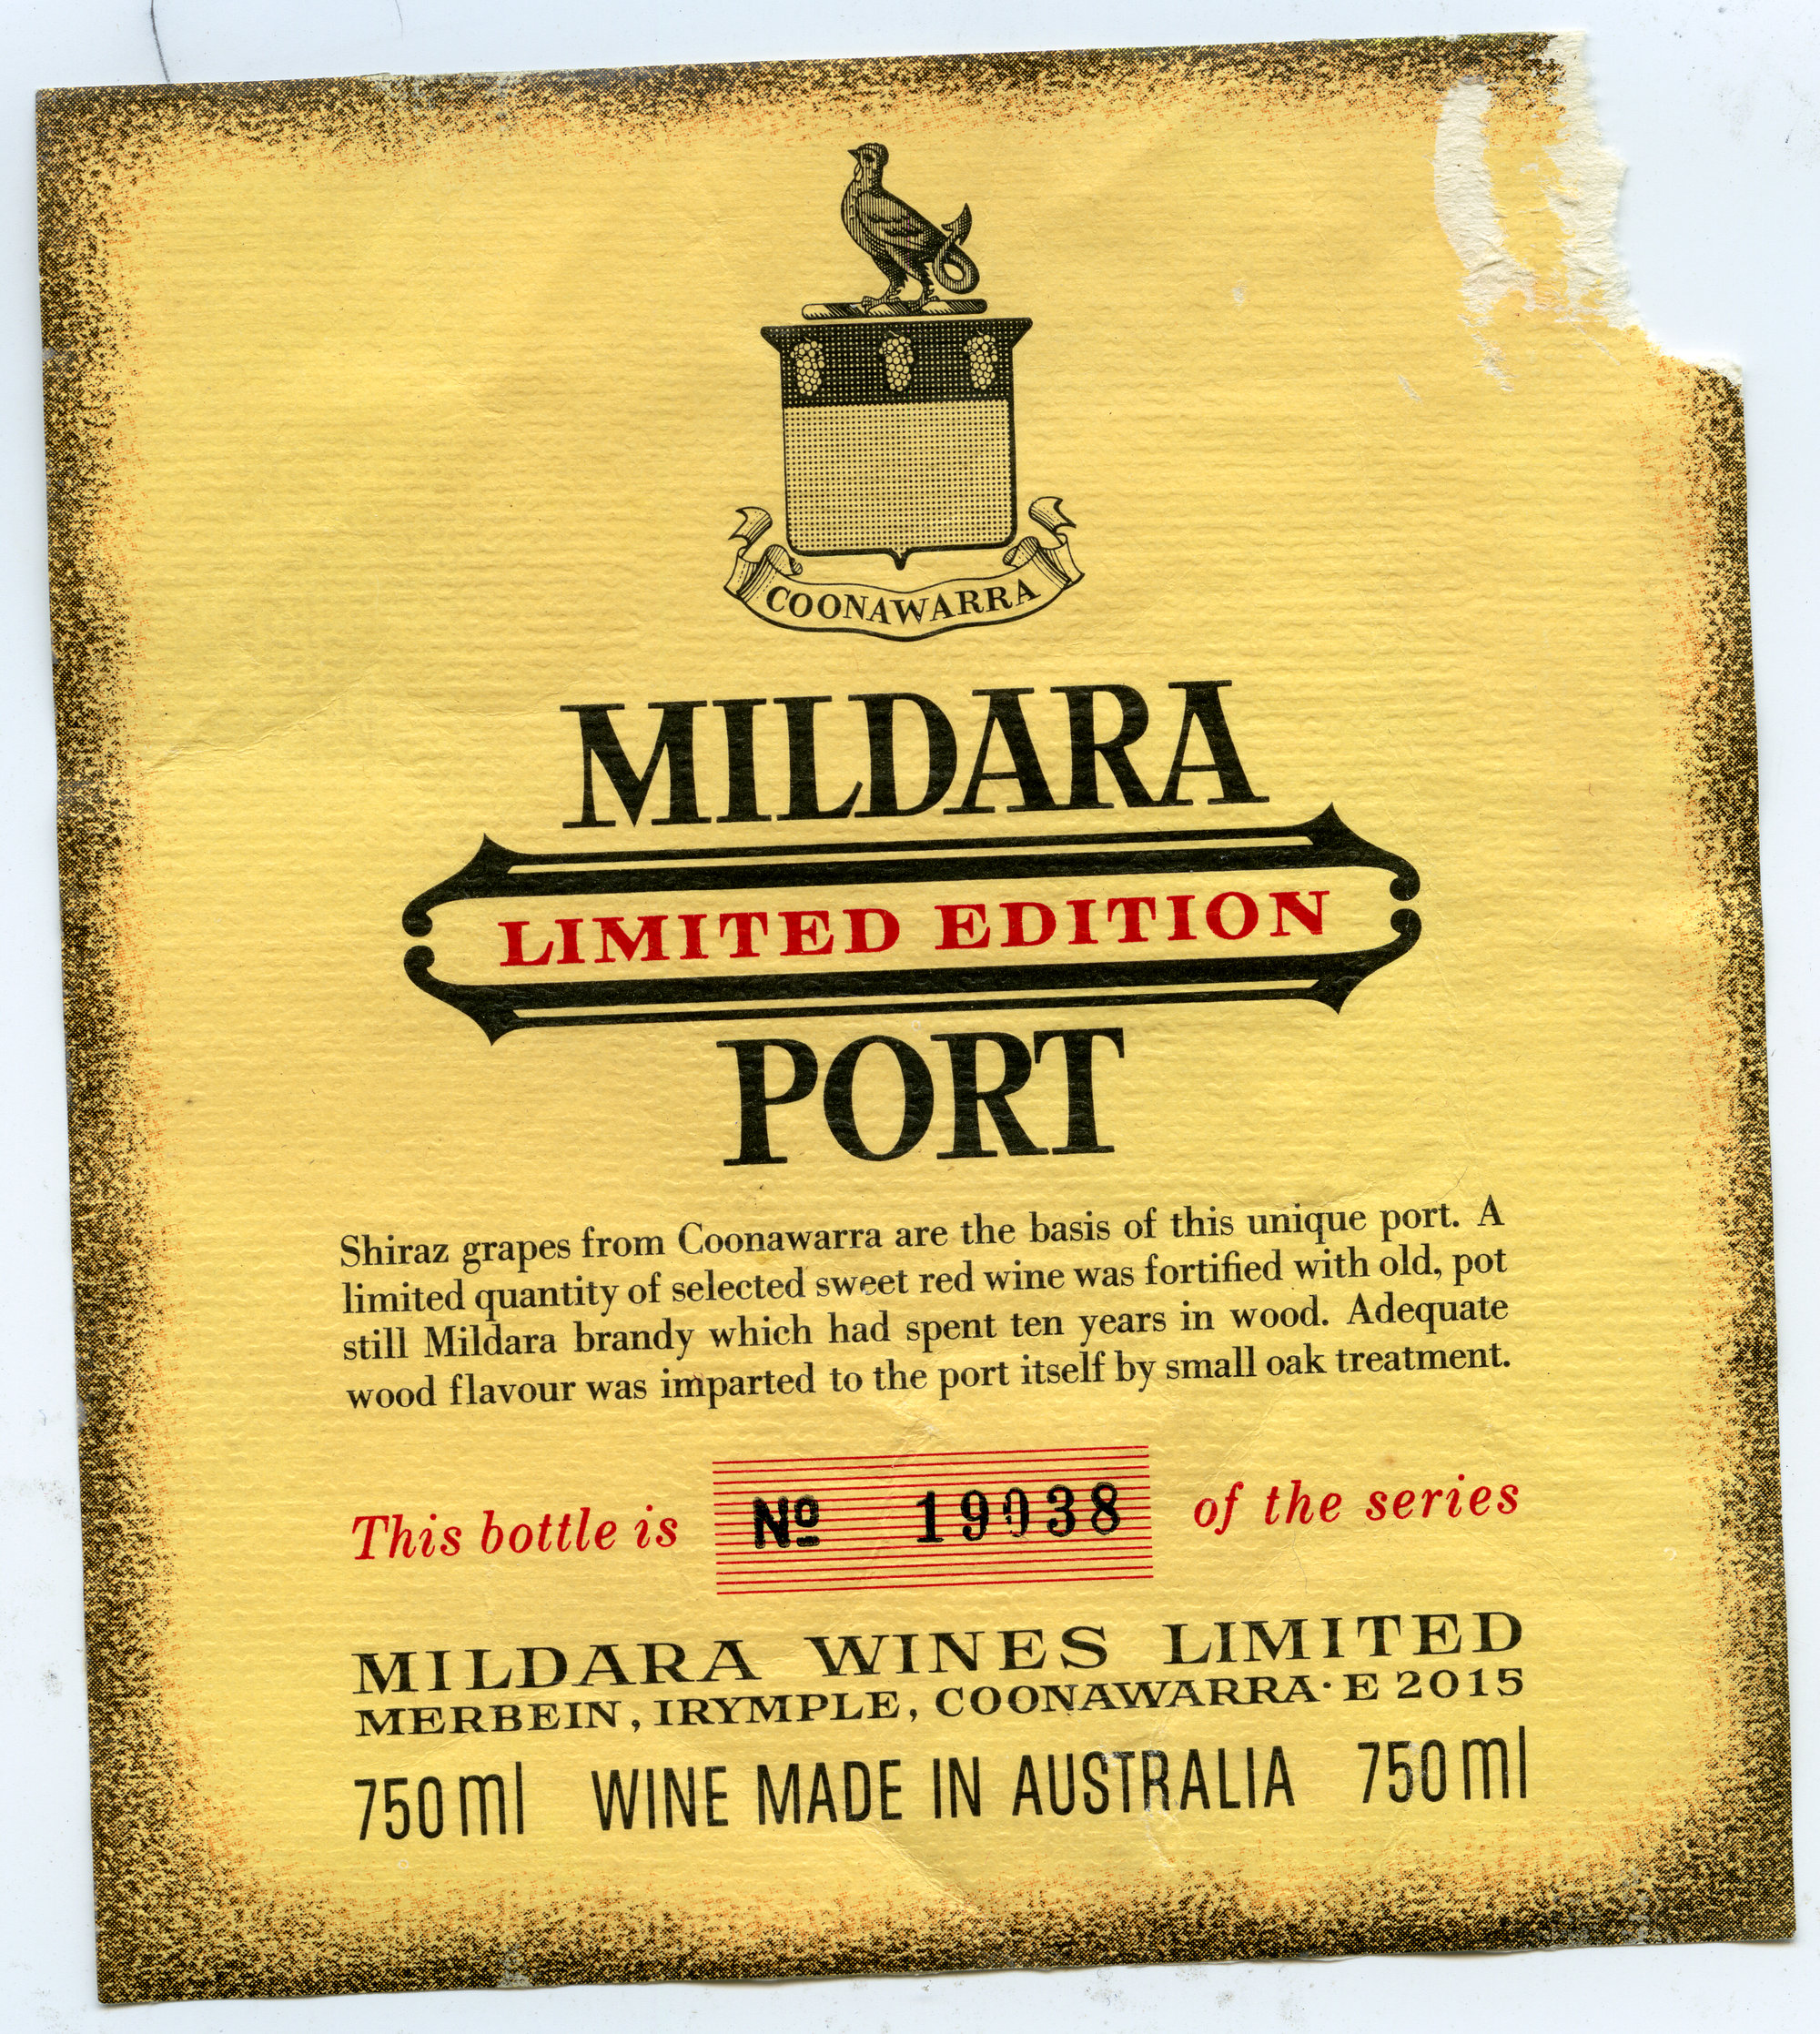 COONAWARRA
MILDARA
LIMITED EDITION
PORT
Shiraz grapes from Coonawarra are the basis of this unique port. A
limited quantity of selected sweet red wine was fortified with old, pot
still Mildara brandy which had spent ten years in wood. Adequate
wood flavour was imparted to the port itself by small oak treatment.
This bottle is Nº 19038 of the series
MILDARA WINES LIMITED
MERBEIN, IRYMPLE, COONAWARRA·E 2015
750ml WINE MADE IN AUSTRALIA 750ml